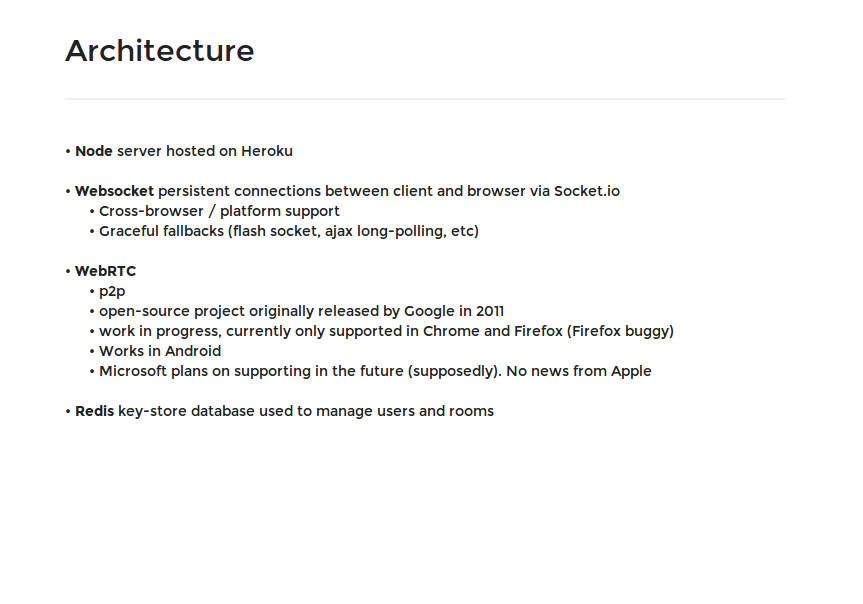 Architecture
• Node server hosted on Heroku
• Websocket persistent connections between client and browser via Socket.io
• Cross-browser / platform support
• Graceful fallbacks (flash socket, ajax long-polling, etc)
• WebRTC
• p2p
• open-source project originally released by Google in 2011
• work in progress, currently only supported in Chrome and Firefox (Firefox buggy)
• Works in Android
• Microsoft plans on supporting in the future (supposedly). No news from Apple
• Redis key-store database used to manage users and rooms